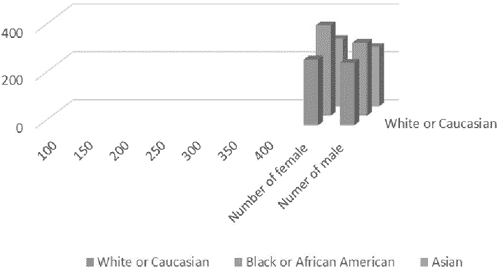 400
200
0
100
150
200
250
300
350
400
Number of female
Numer of male
White or Caucasian
White or Caucasian
Black or African American
Asian